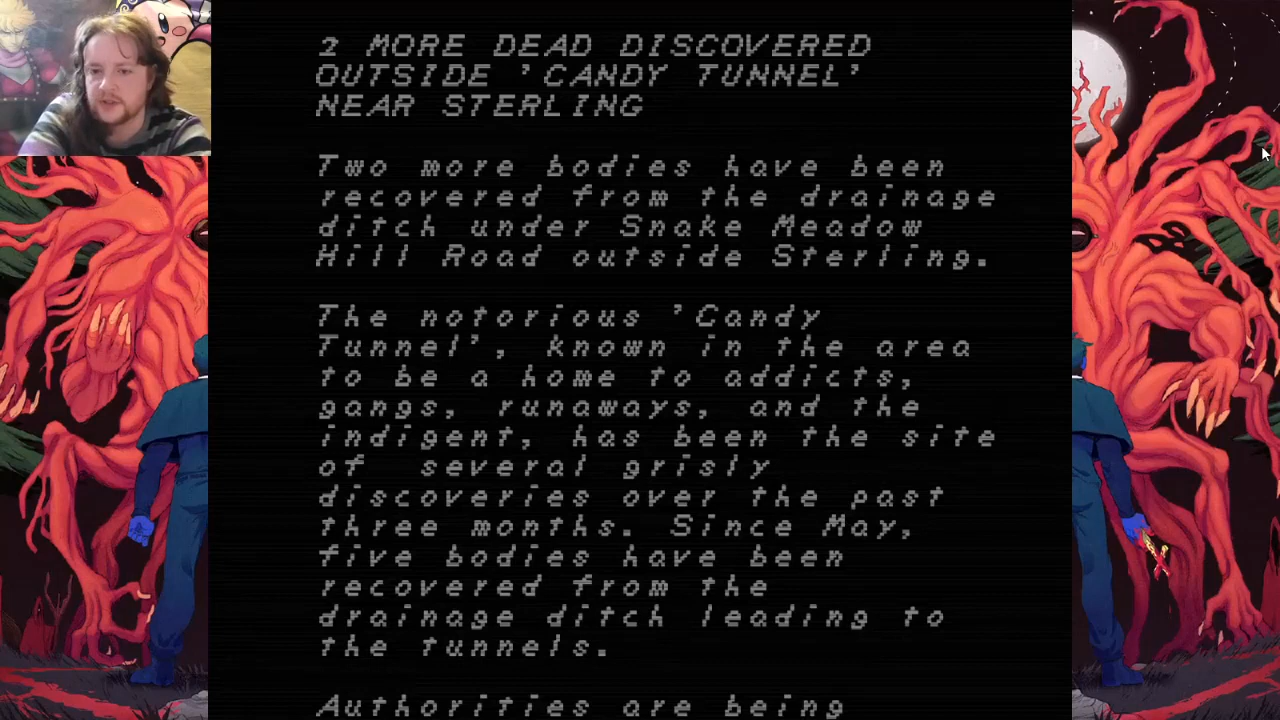 2 MORE DEAD DISCOVERED
OUTSIDE 'CANDY TUNNEL'
NEAR STERLING
Two more bodies have been
recovered from the drainage
ditch under Snake Meadow
Hill Road outside Sterling.
The notorious 'Candy
Tunnel', known in the area
to be a home to addicts,
gangs, runaways, and the
indigent, has been the site
of several grisly
discoveries over the past
three months. Since May,
five bodies have been
recovered from the
drainage ditch leading to
the tunnels.
Authorities are being